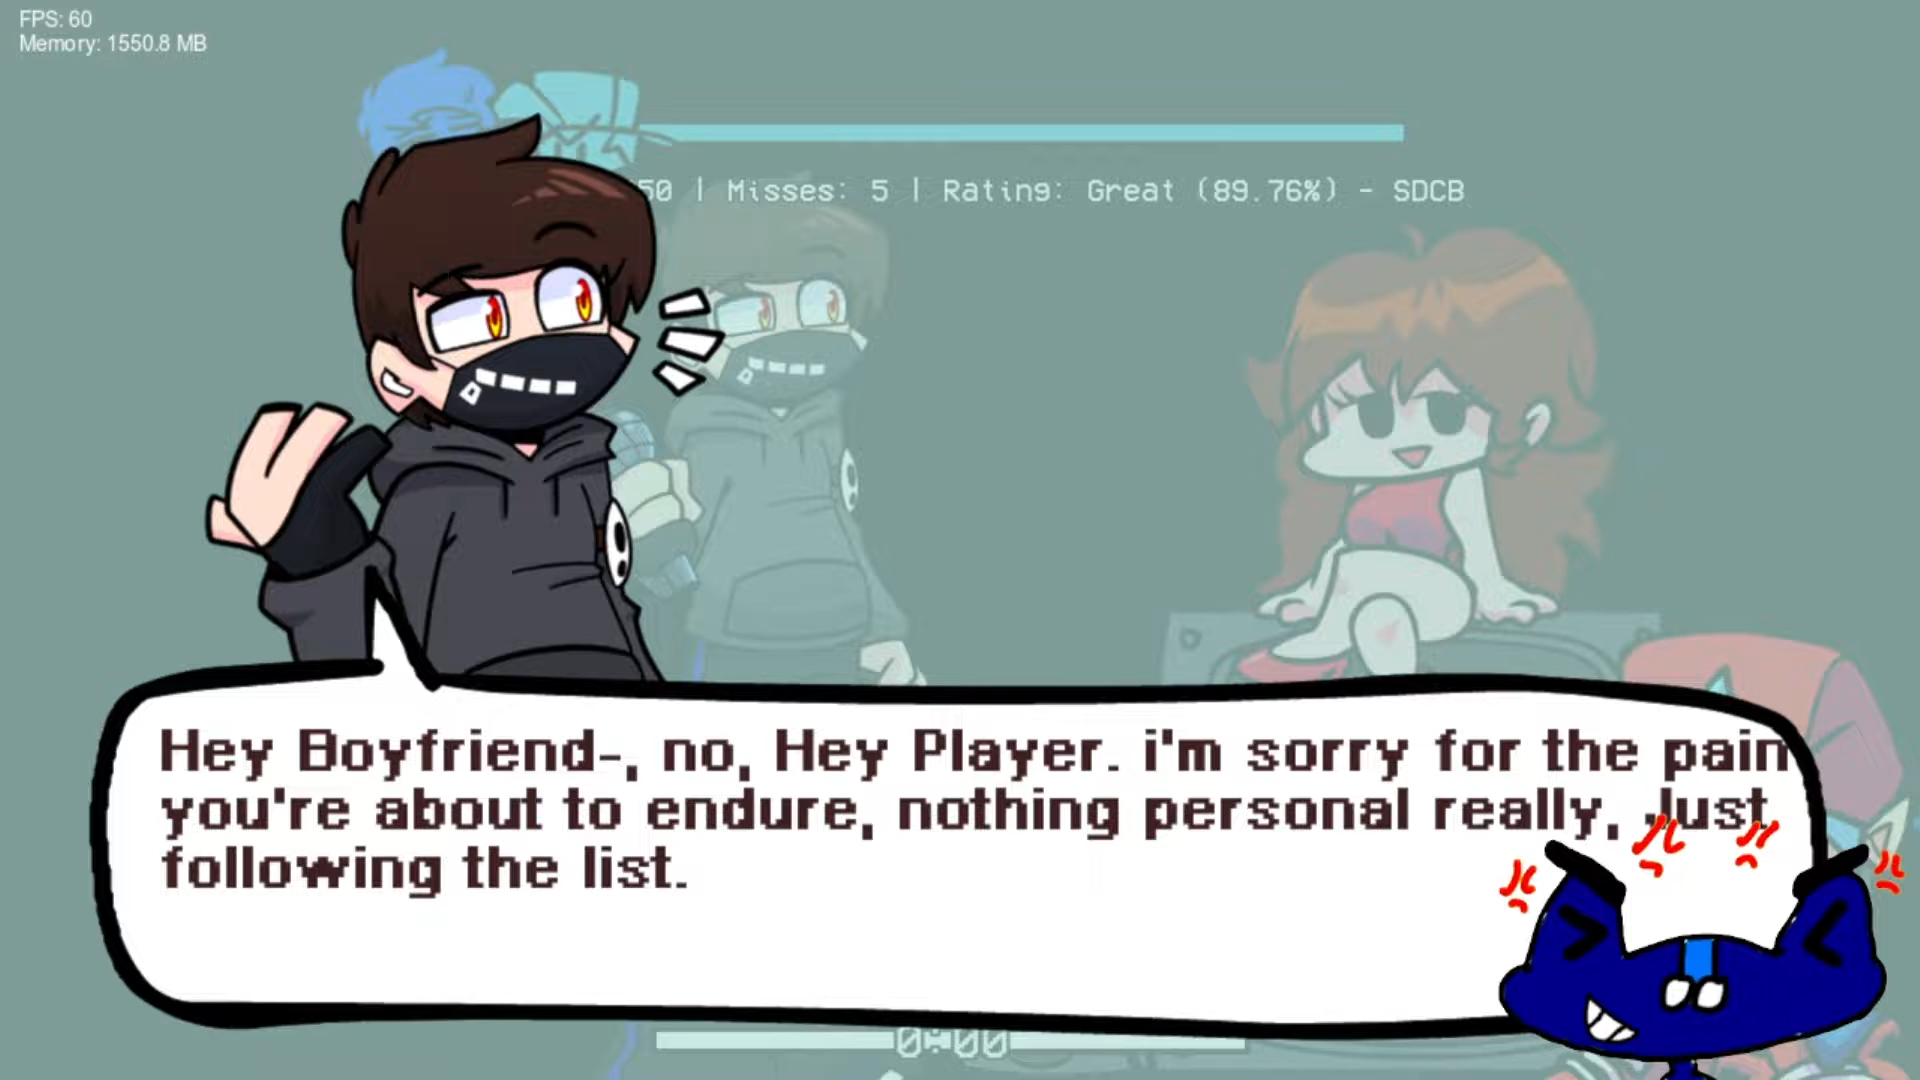 FPS: 60
Memory: 1550.8 MB
50 | Misses: 5 | Rating: Great (89.76%) - SDCB
Hey Boyfriend-, no, Hey Player. i'm sorry for the pain
you're about to endure, nothing personal really, Just
following the list.
0:00